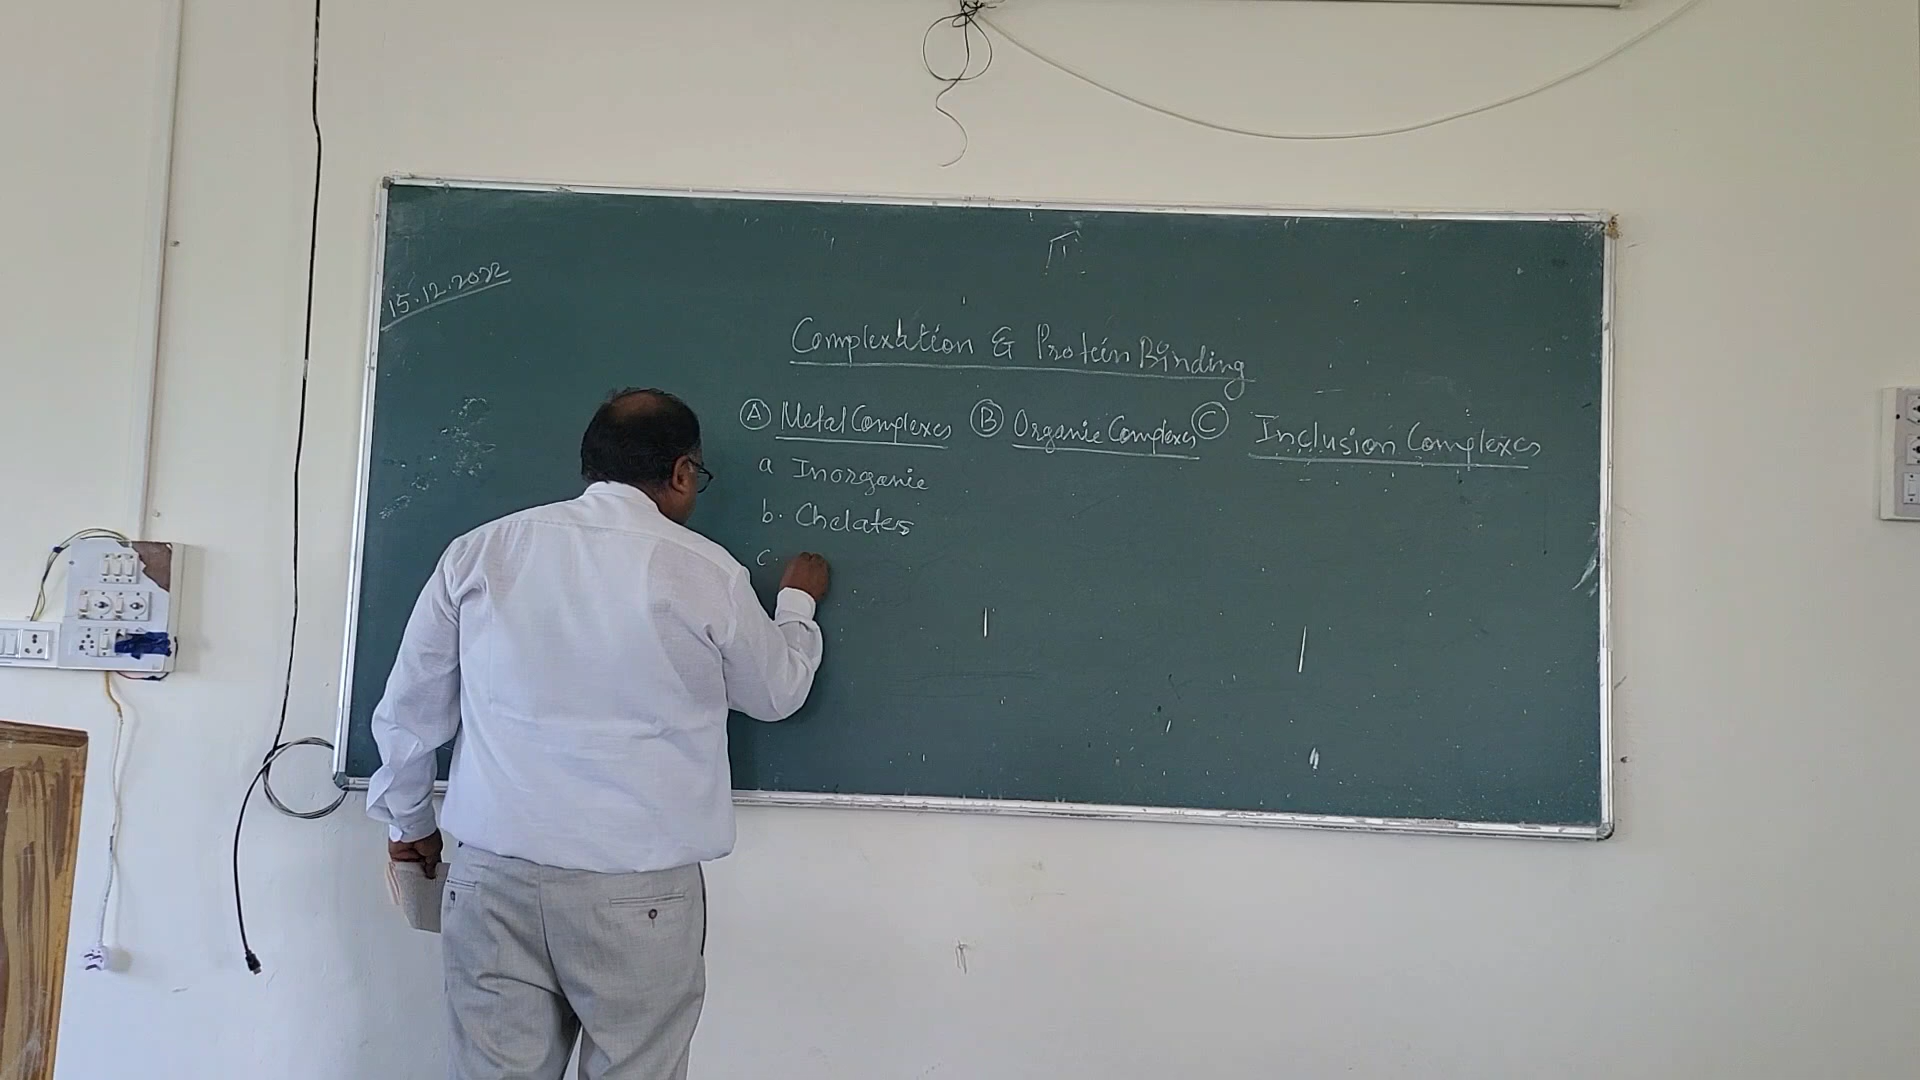 15.12.2022
Complexation & Protein Binding
Ⓐ Metal Complexes Ⓑ Organic Complexes Ⓒ Inclusion Complexes
a Inorganic
b. Chelates
c.